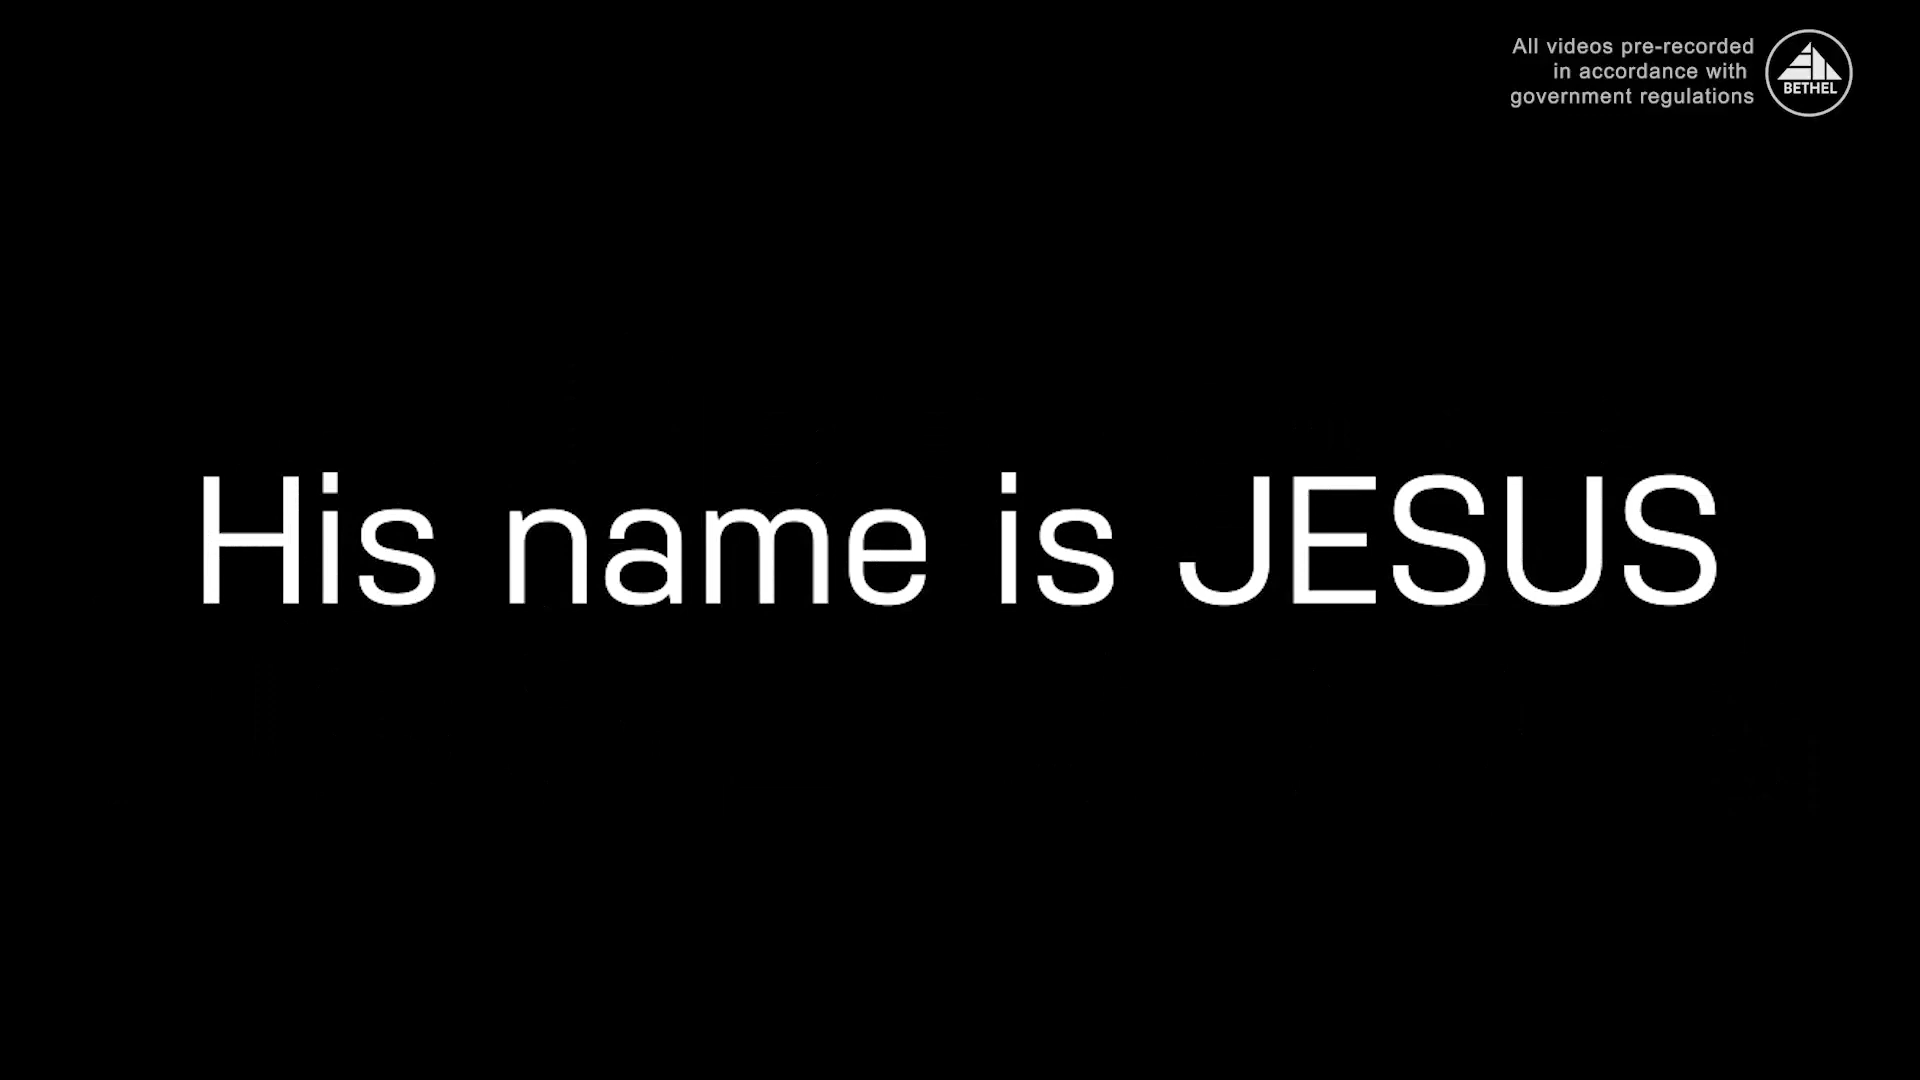 All videos pre-recorded
in accordance with
government regulations
BETHEL
His name is JESUS